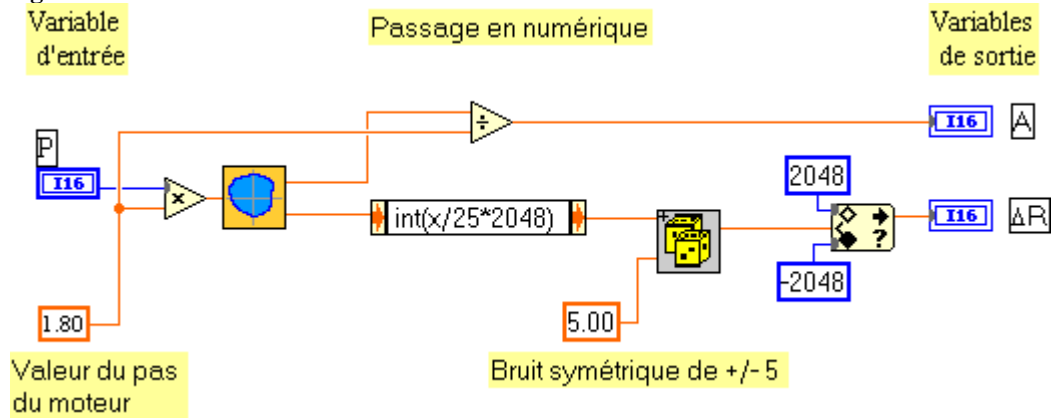 Variable
d'entrée
Passage en numérique
Variables
de sortie
P
I16
×
÷
I16
A
int(x/25*2048)
+
2048
?
-2048
I16
ΔR
1.80
5.00
Valeur du pas
du moteur
Bruit symétrique de +/- 5